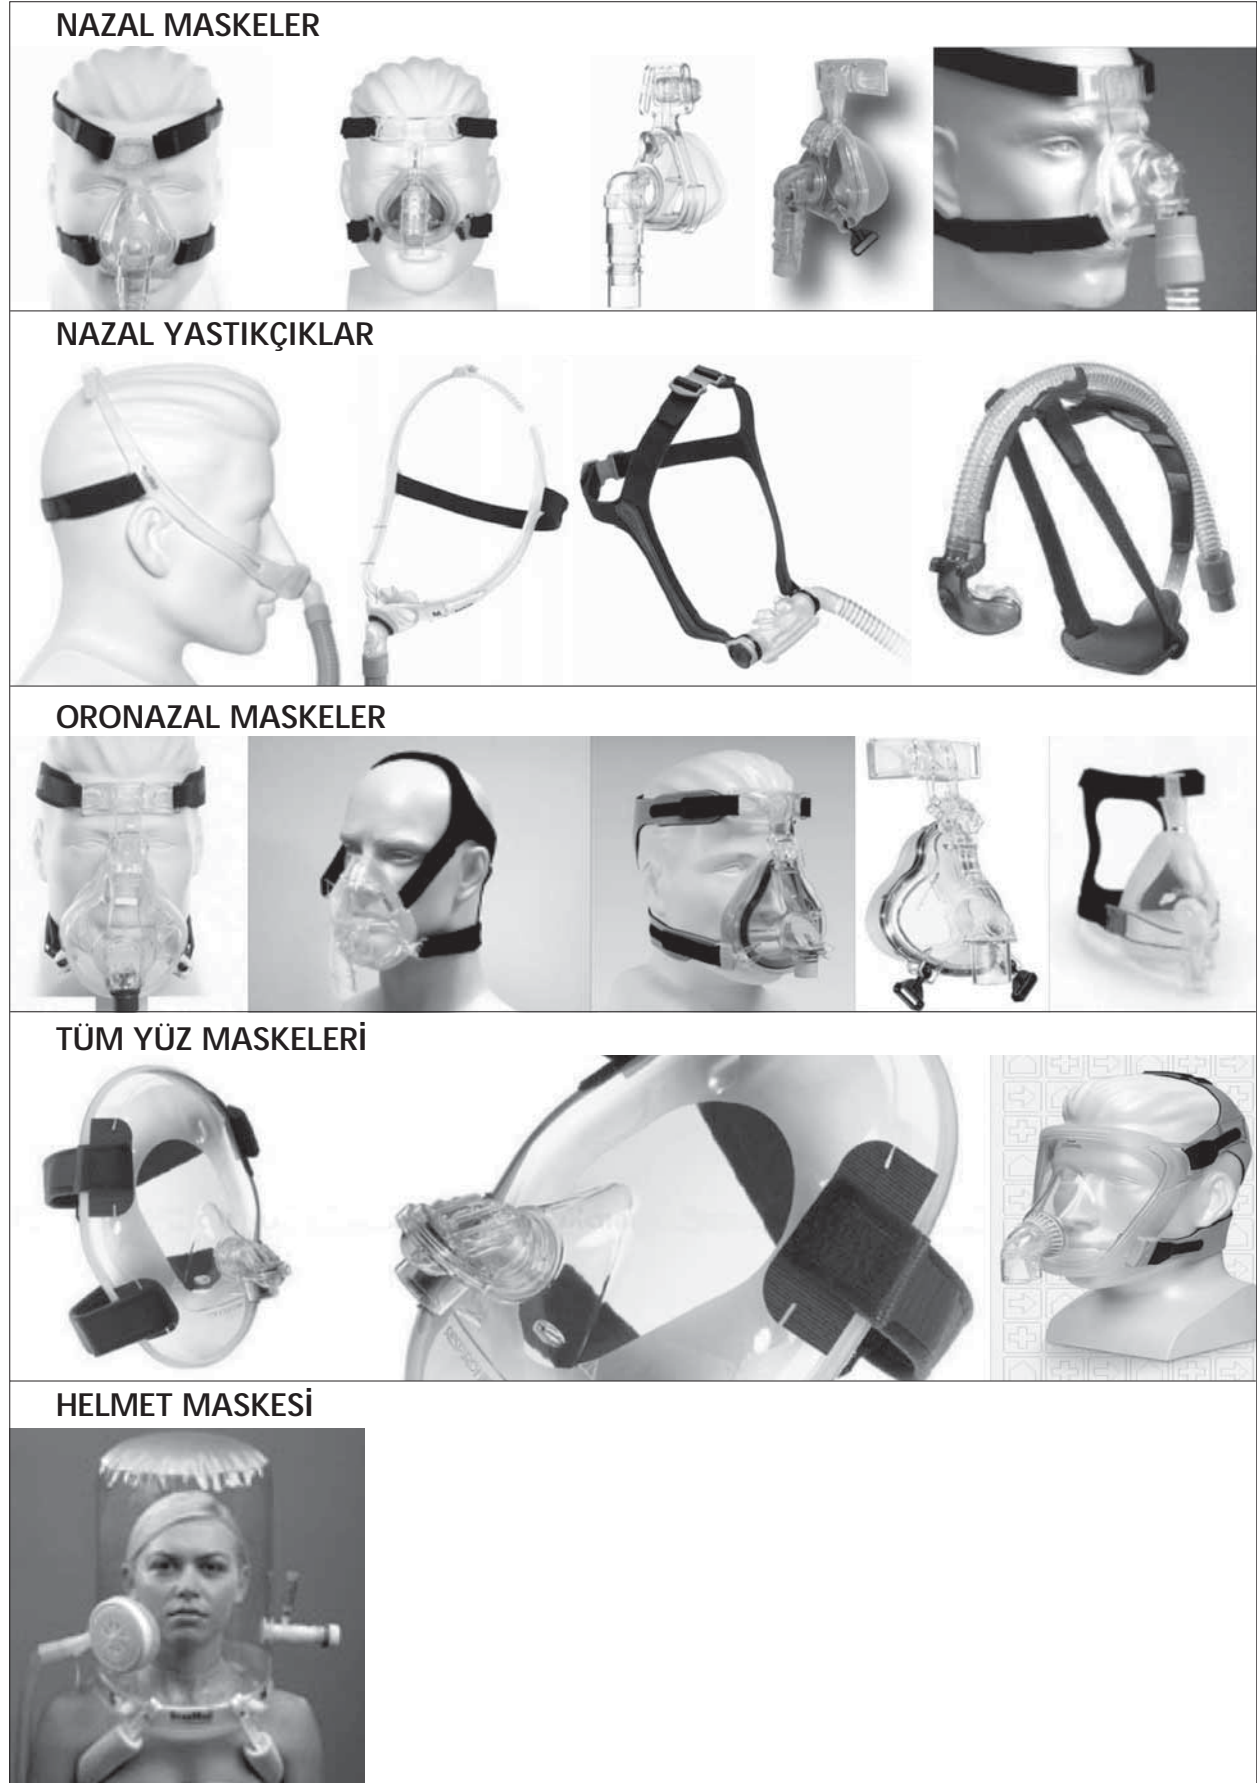 NAZAL MASKELER
NAZAL YASTIKÇIKLAR
ORONAZAL MASKELER
TÜM YÜZ MASKELERİ
HELMET MASKESİ